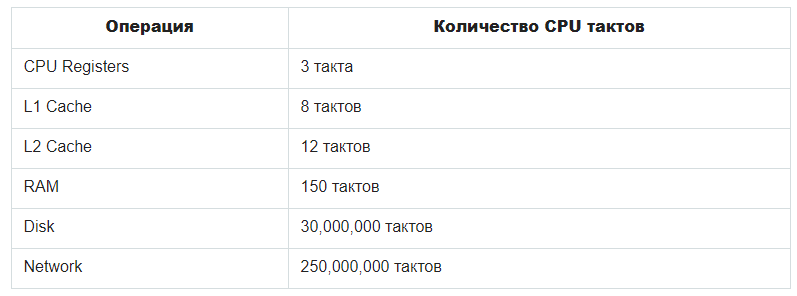 Операция Количество CPU тактов
CPU Registers 3 такта
L1 Cache 8 тактов
L2 Cache 12 тактов
RAM 150 тактов
Disk 30,000,000 тактов
Network 250,000,000 тактов